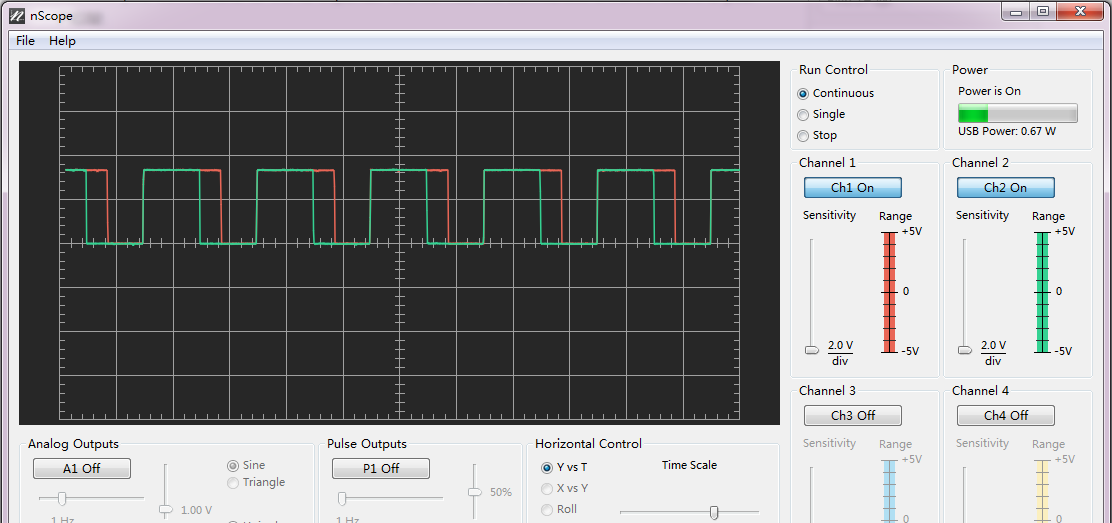 nScope
File Help
Run Control
Continuous
Single
Stop
Power
Power is On
USB Power: 0.67 W
Channel 1
Ch1 On
Sensitivity
Range
+5V
0
-5V
2.0 V
div
Channel 2
Ch2 On
Sensitivity
Range
+5V
0
-5V
2.0 V
div
Channel 3
Ch3 Off
Sensitivity
Range
+5V
0
Channel 4
Ch4 Off
Sensitivity
Range
+5V
0
Analog Outputs
A1 Off
Sine
Triangle
1.00 V
1 Hz
Pulse Outputs
P1 Off
50%
1 Hz
Horizontal Control
Y vs T
X vs Y
Roll
Time Scale